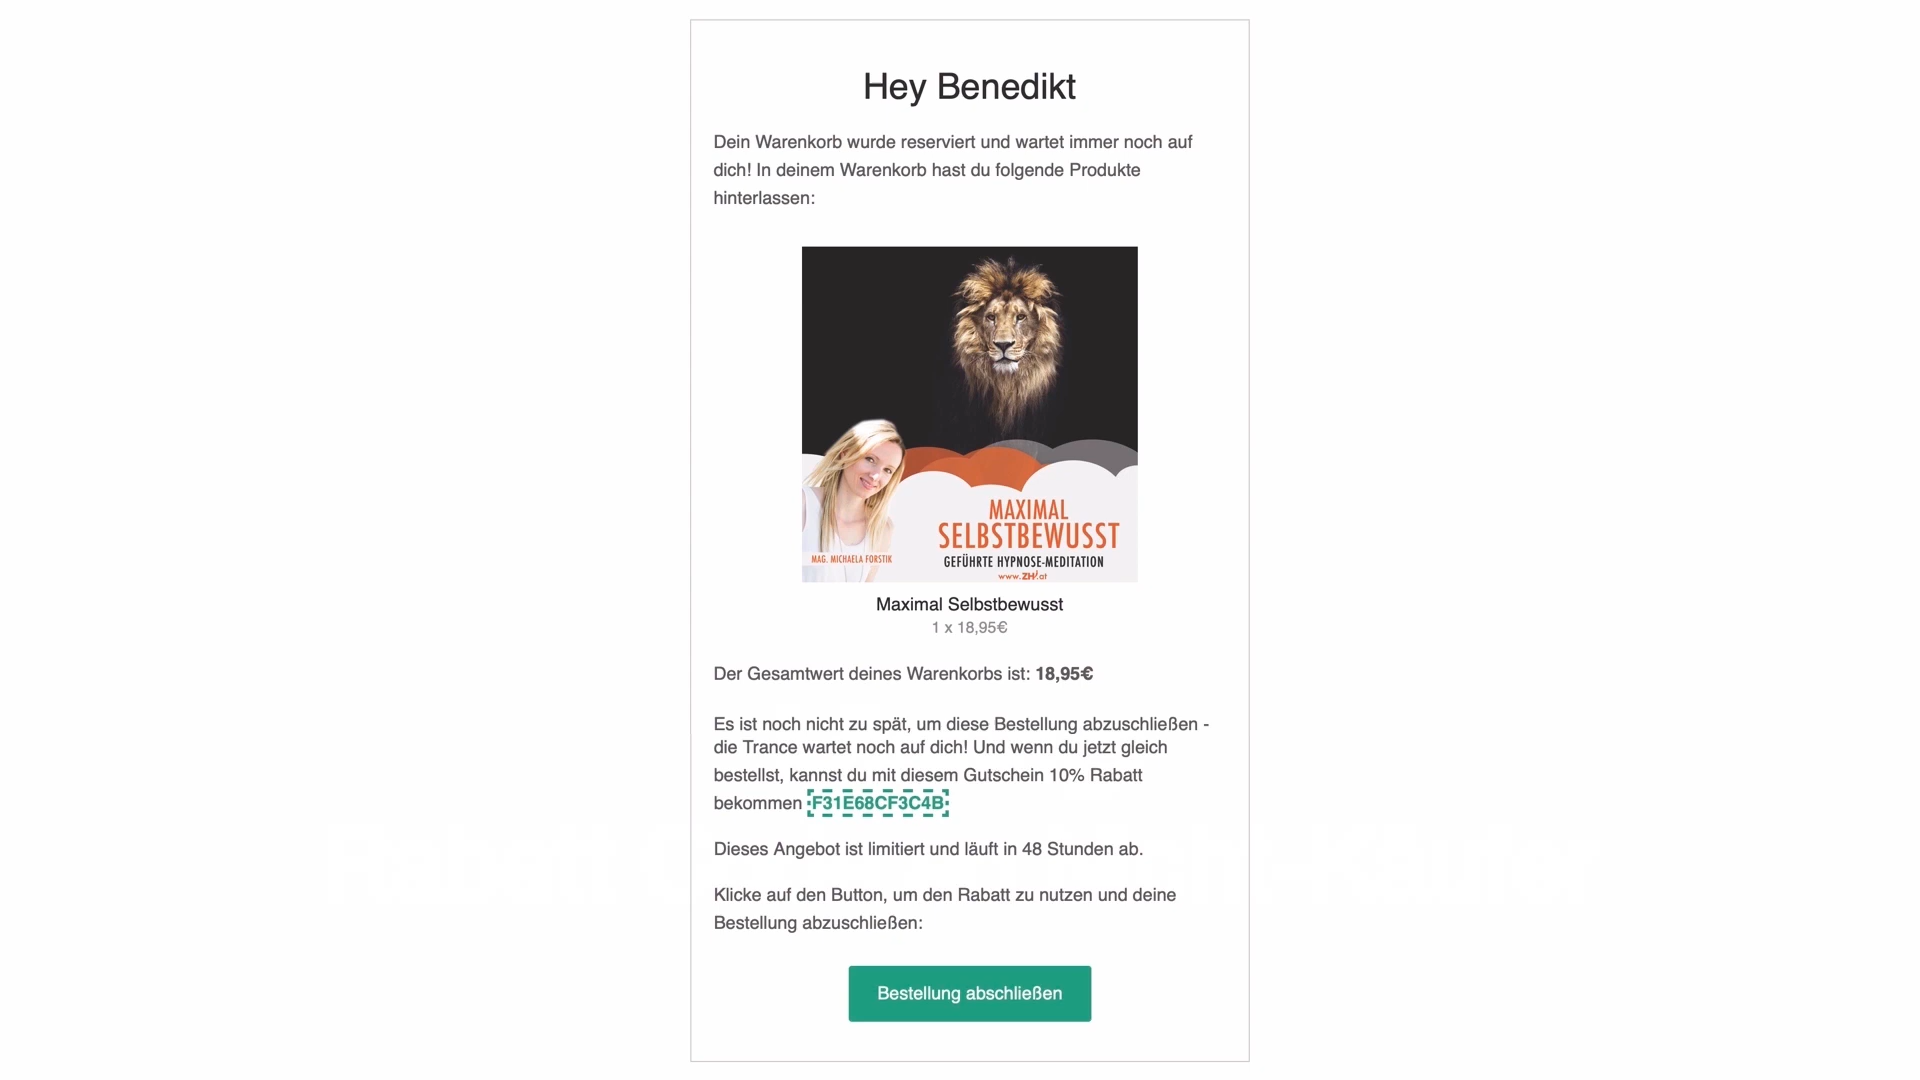 Hey Benedikt
Dein Warenkorb wurde reserviert und wartet immer noch auf
dich! In deinem Warenkorb hast du folgende Produkte
hinterlassen:
MAXIMAL
SELBSTBEWUSST
MAG. MICHAELA FORSTIK
GEFÜHRTE HYPNOSE-MEDITATION
www.ZHI.at
Maximal Selbstbewusst
1 x 18,95€
Der Gesamtwert deines Warenkorbs ist: 18,95€
Es ist noch nicht zu spät, um diese Bestellung abzuschließen -
die Trance wartet noch auf dich! Und wenn du jetzt gleich
bestellst, kannst du mit diesem Gutschein 10% Rabatt
bekommen F31E68CF3C4B
Dieses Angebot ist limitiert und läuft in 48 Stunden ab.
Klicke auf den Button, um den Rabatt zu nutzen und deine
Bestellung abzuschließen:
Bestellung abschließen